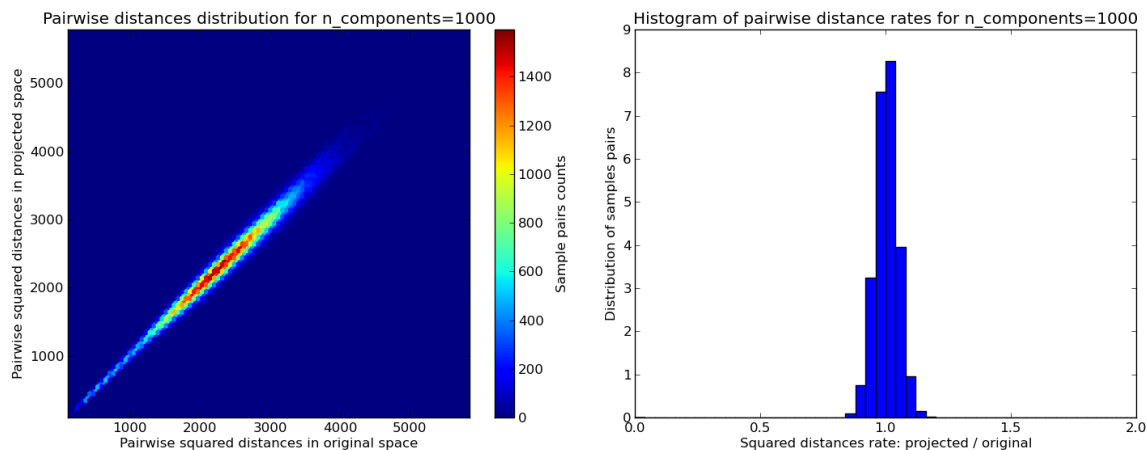 Pairwise distances distribution for n_components=1000
5000
4000
3000
2000
1000
1000 2000 3000 4000 5000
Pairwise squared distances in original space
Pairwise squared distances in projected space
1400
1200
1000
800
600
400
200
0
Sample pairs counts
Histogram of pairwise distance rates for n_components=1000
9
8
7
6
5
4
3
2
1
0
0.0 0.5 1.0 1.5 2.0
Squared distances rate: projected / original
Distribution of samples pairs